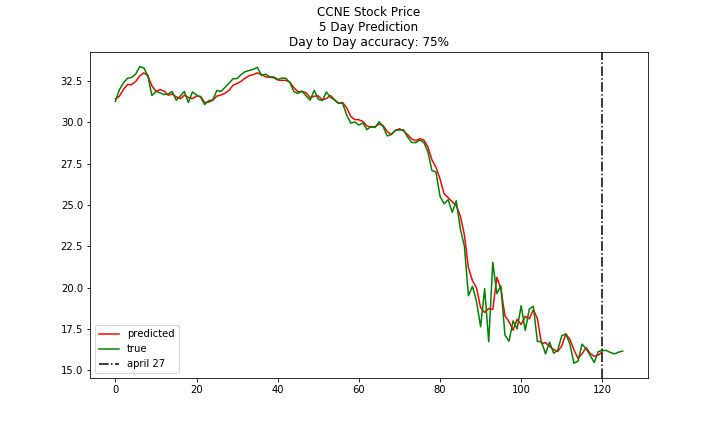 CCNE Stock Price
5 Day Prediction
Day to Day accuracy: 75%
32.5
30.0
27.5
25.0
22.5
20.0
17.5
15.0
predicted
true
april 27
0 20 40 60 80 100 120